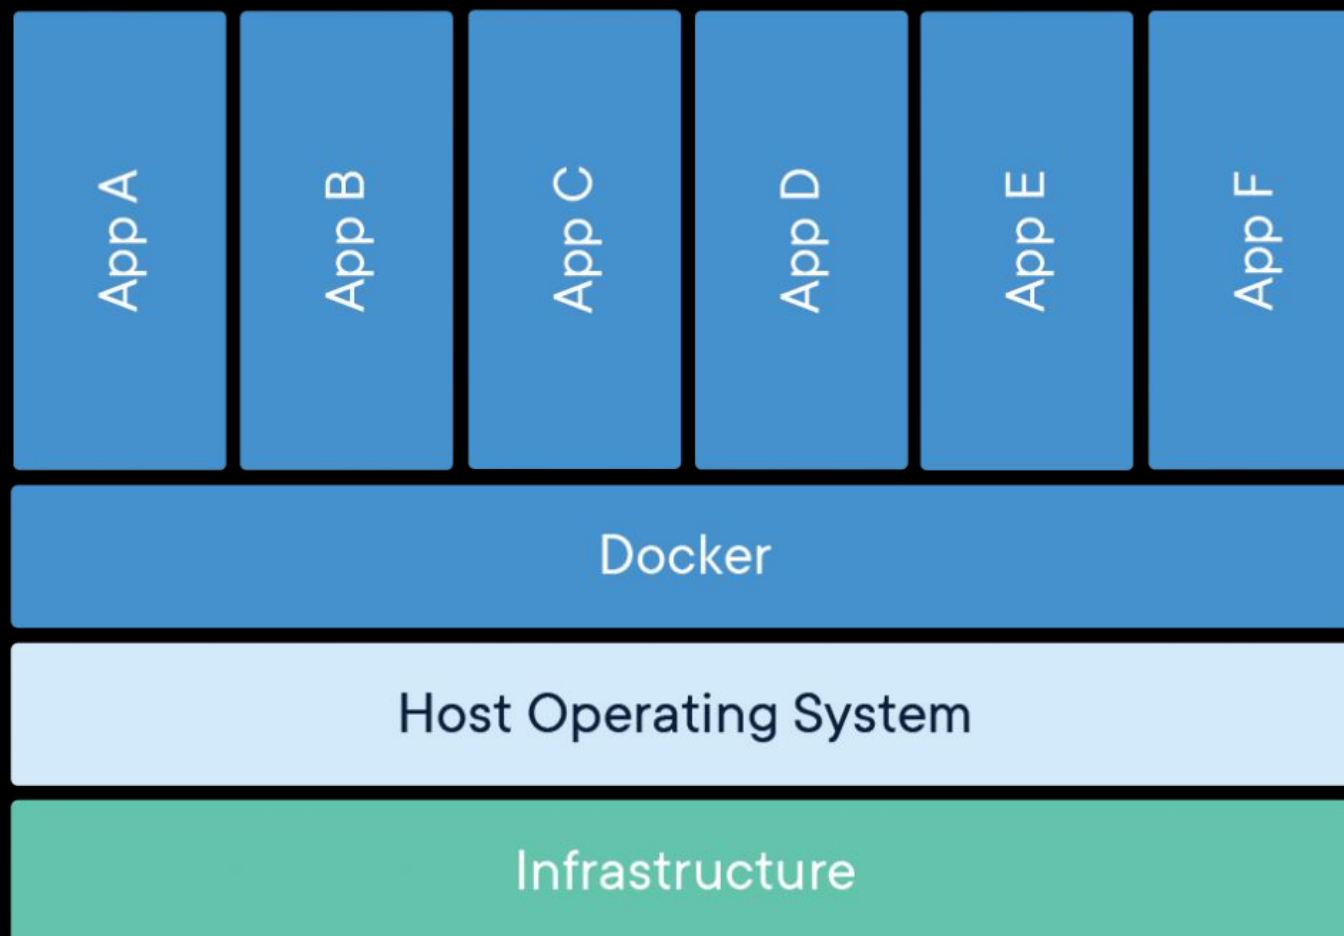 App A
App B
App C
App D
App E
App F
Docker
Host Operating System
Infrastructure